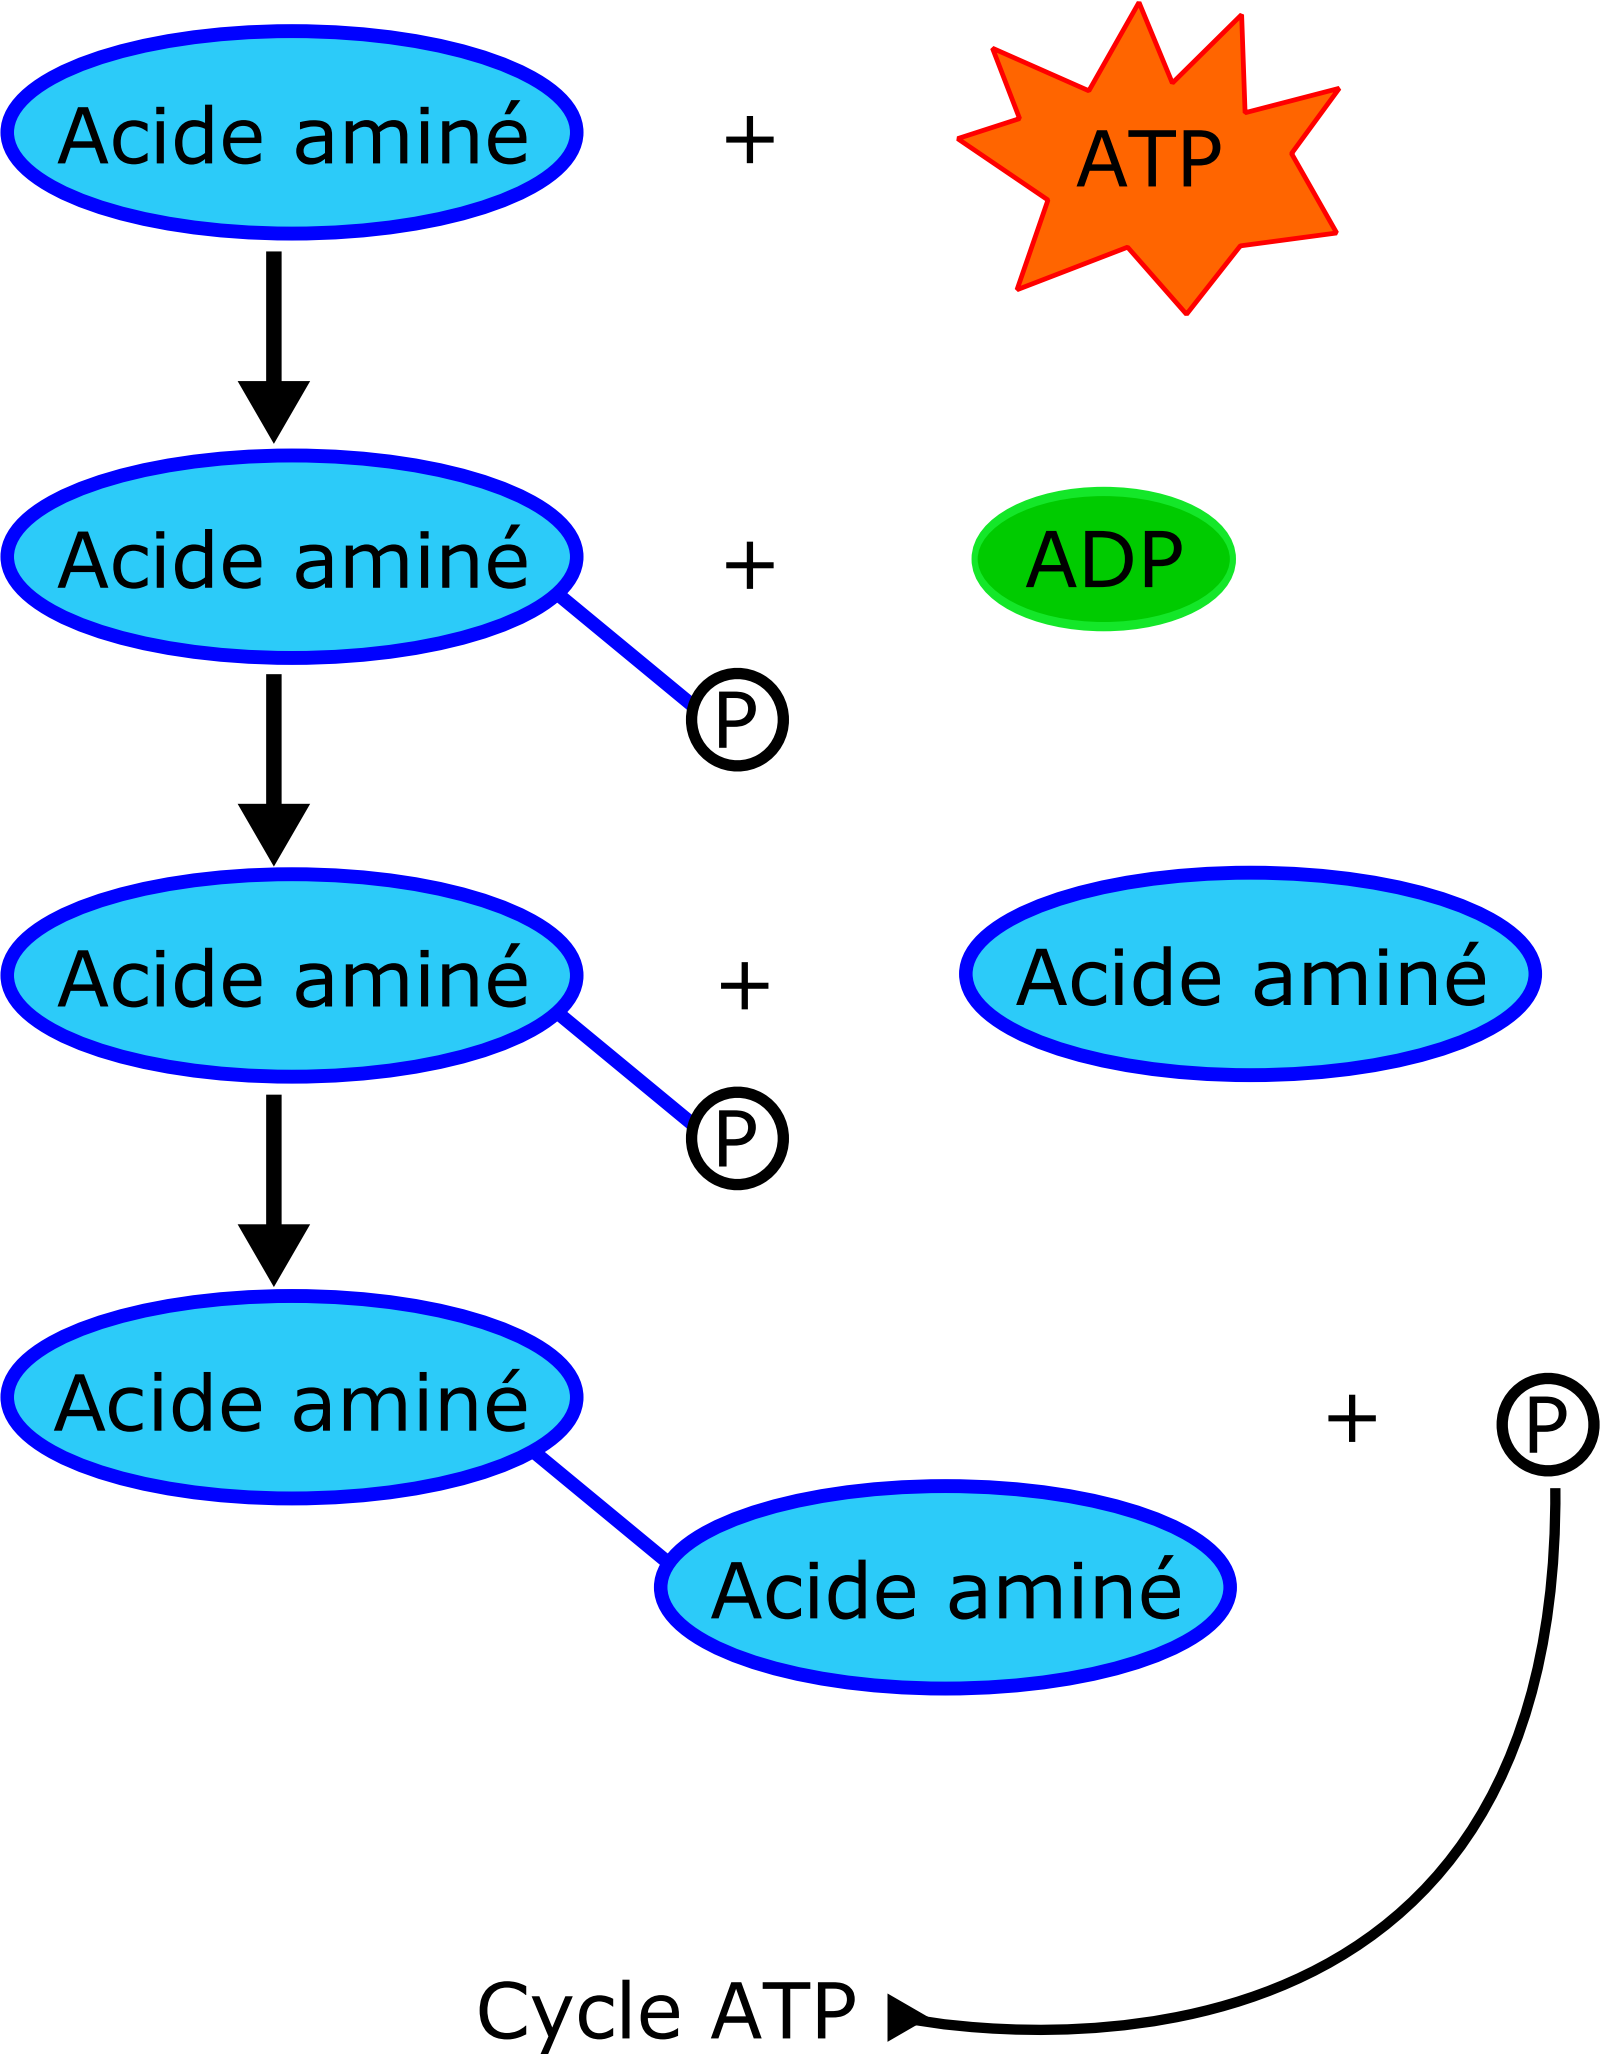 Acide aminé + ATP
Acide aminé + ADP
P
Acide aminé + Acide aminé
P
Acide aminé + P
Acide aminé
Cycle ATP